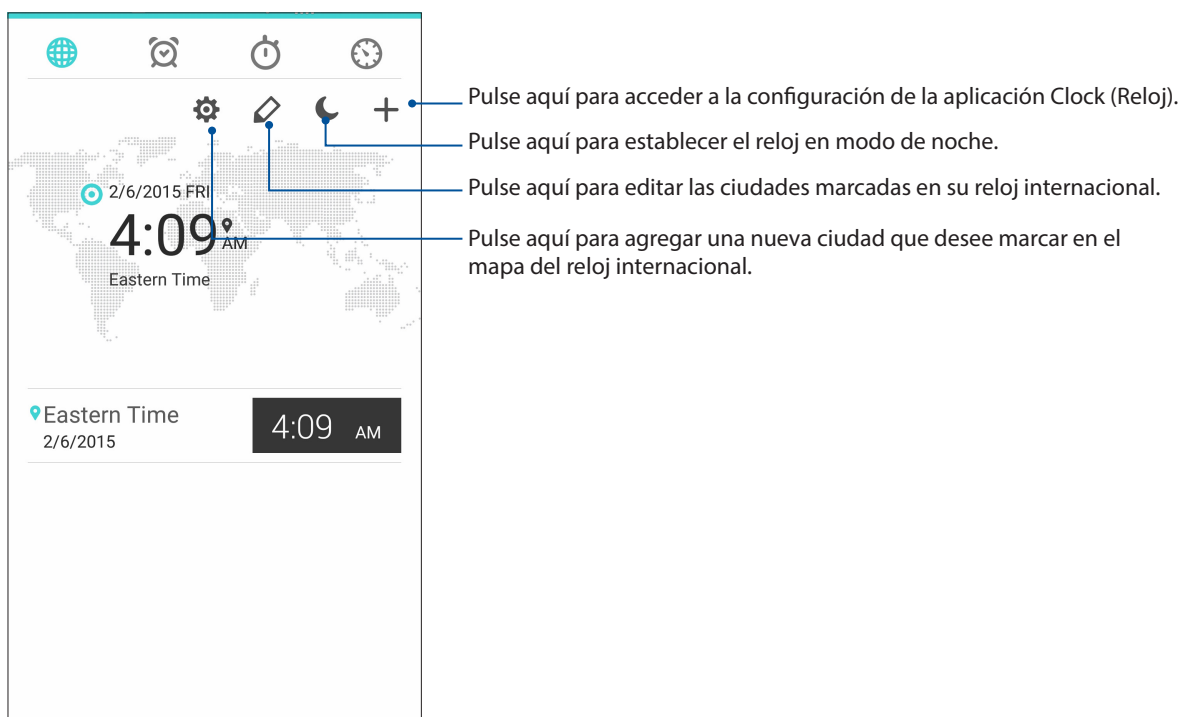 Pulse aquí para acceder a la configuración de la aplicación Clock (Reloj).
Pulse aquí para establecer el reloj en modo de noche.
2/6/2015 FRI
Pulse aquí para editar las ciudades marcadas en su reloj internacional.
4:09 AM
Pulse aquí para agregar una nueva ciudad que desee marcar en el
mapa del reloj internacional.
Eastern Time
Eastern Time
4:09 AM
2/6/2015